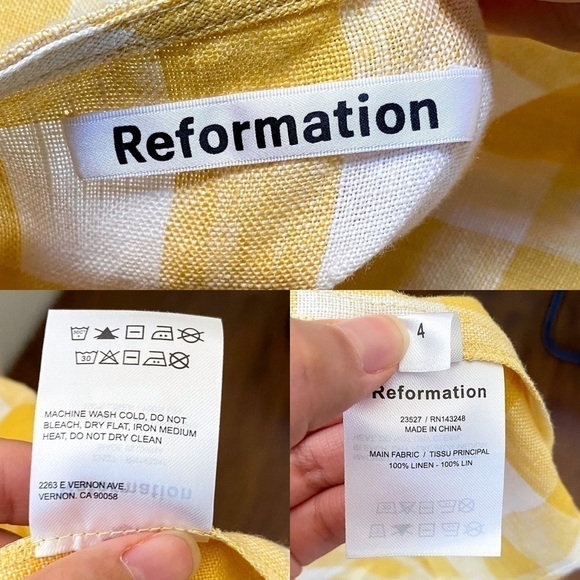 Reformation
30
MACHINE WASH COLD, DO NOT
BLEACH, DRY FLAT, IRON MEDIUM
HEAT, DO NOT DRY CLEAN
2263 E VERNON AVE
VERNON. CA 90058
4
Reformation
23527 / RN143248
MADE IN CHINA
MAIN FABRIC / TISSU PRINCIPAL
100% LINEN - 100% LIN